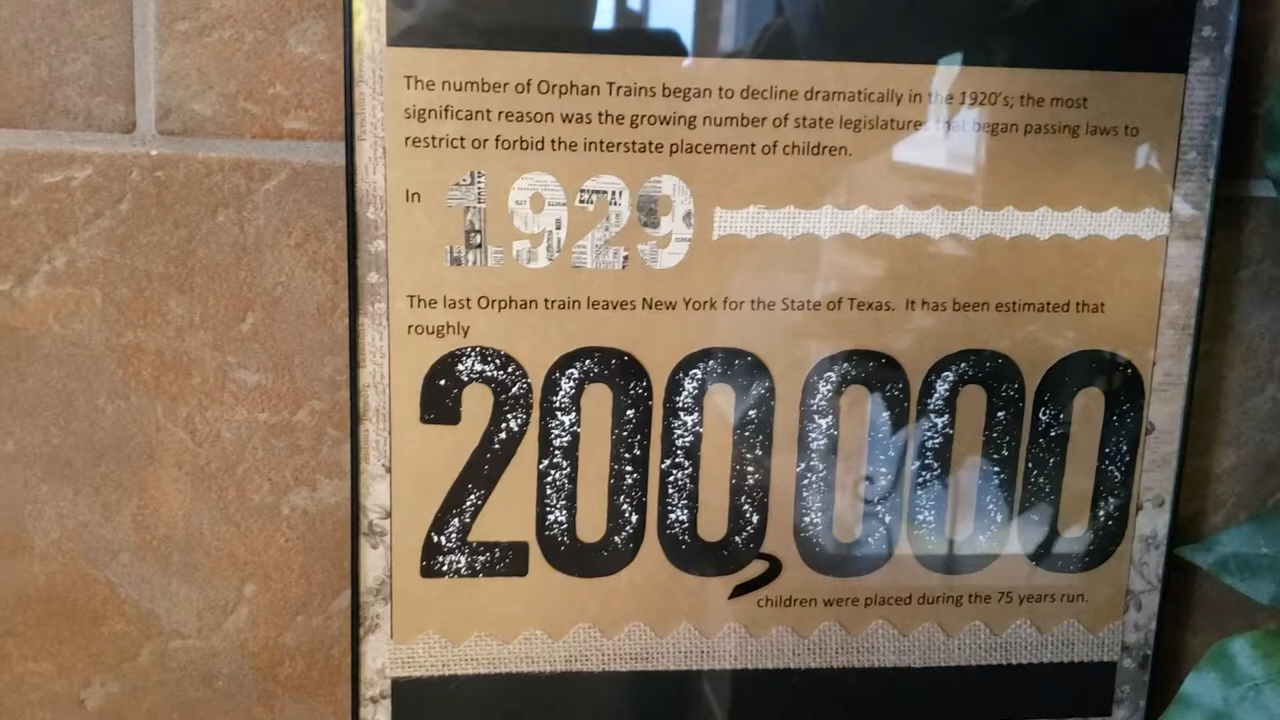 The number of Orphan Trains began to decline dramatically in the 1920's; the most
significant reason was the growing number of state legislatures that began passing laws to
restrict or forbid the interstate placement of children.
In 1929
The last Orphan train leaves New York for the State of Texas. It has been estimated that
roughly
200,000
children were placed during the 75 years run.